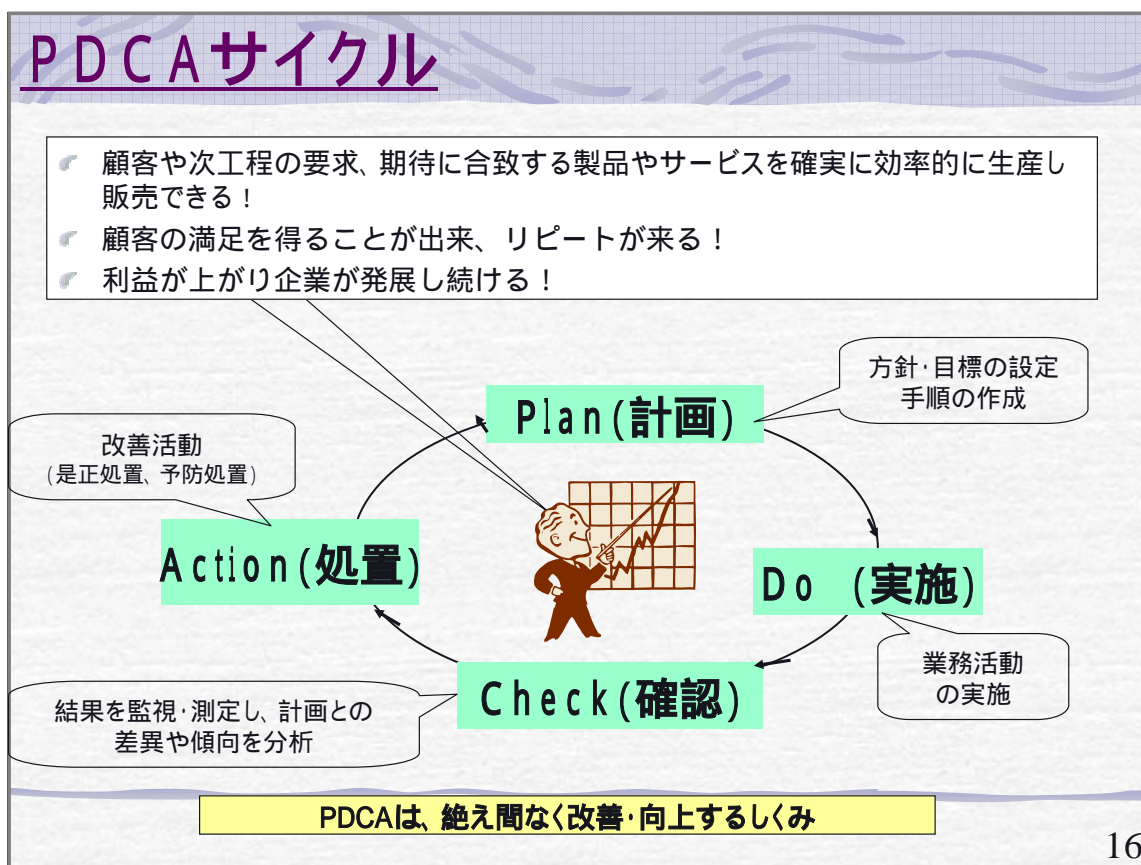 PDCAサイクル
顧客や次工程の要求、期待に合致する製品やサービスを確実に効率的に生産し
販売できる！
顧客の満足を得ることが出来、リピートが来る！
利益が上がり企業が発展し続ける！
方針･目標の設定
手順の作成
Plan(計画)
改善活動
(是正処置、予防処置)
Action(処置)
Do (実施)
業務活動
の実施
Check(確認)
結果を監視･測定し、計画との
差異や傾向を分析
PDCAは、絶え間なく改善･向上するしくみ
16